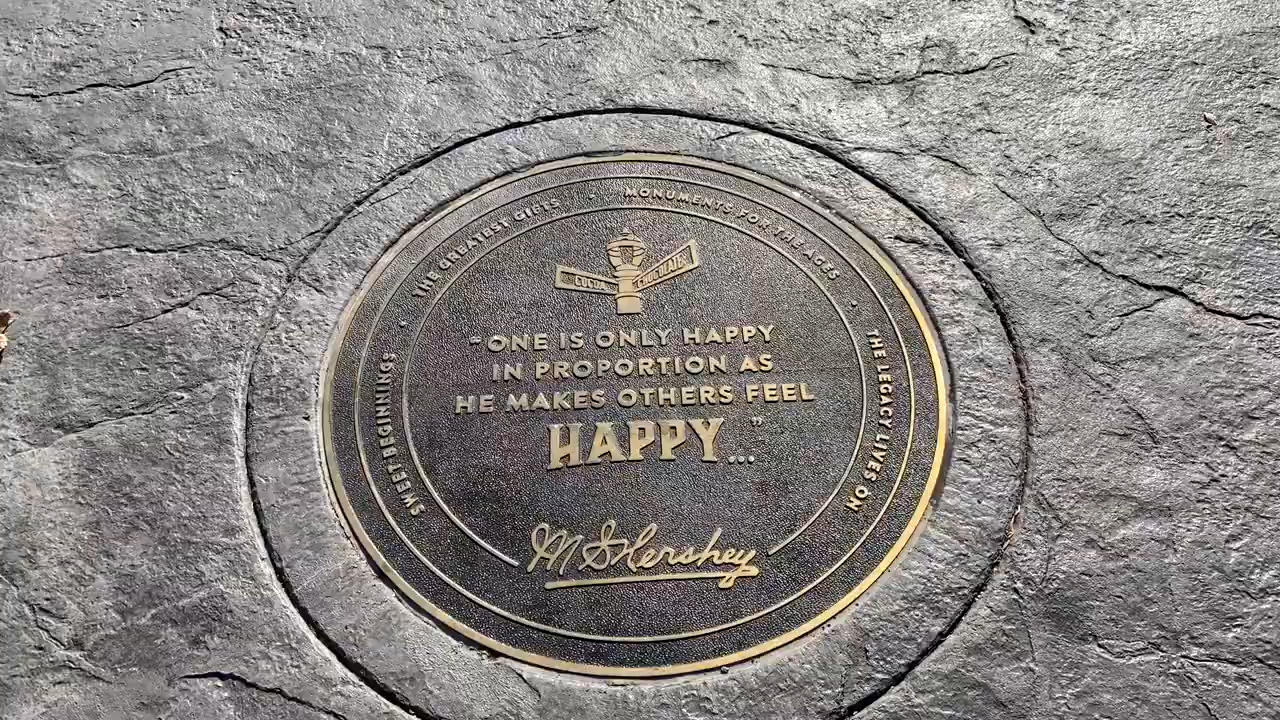 SWEET BEGINNINGS • THE GREATEST GIFTS • MONUMENTS FOR THE AGES • THE LEGACY LIVES ON
COCOA CHOCOLATE
"ONE IS ONLY HAPPY
IN PROPORTION AS
HE MAKES OTHERS FEEL
HAPPY..."
M S Hershey